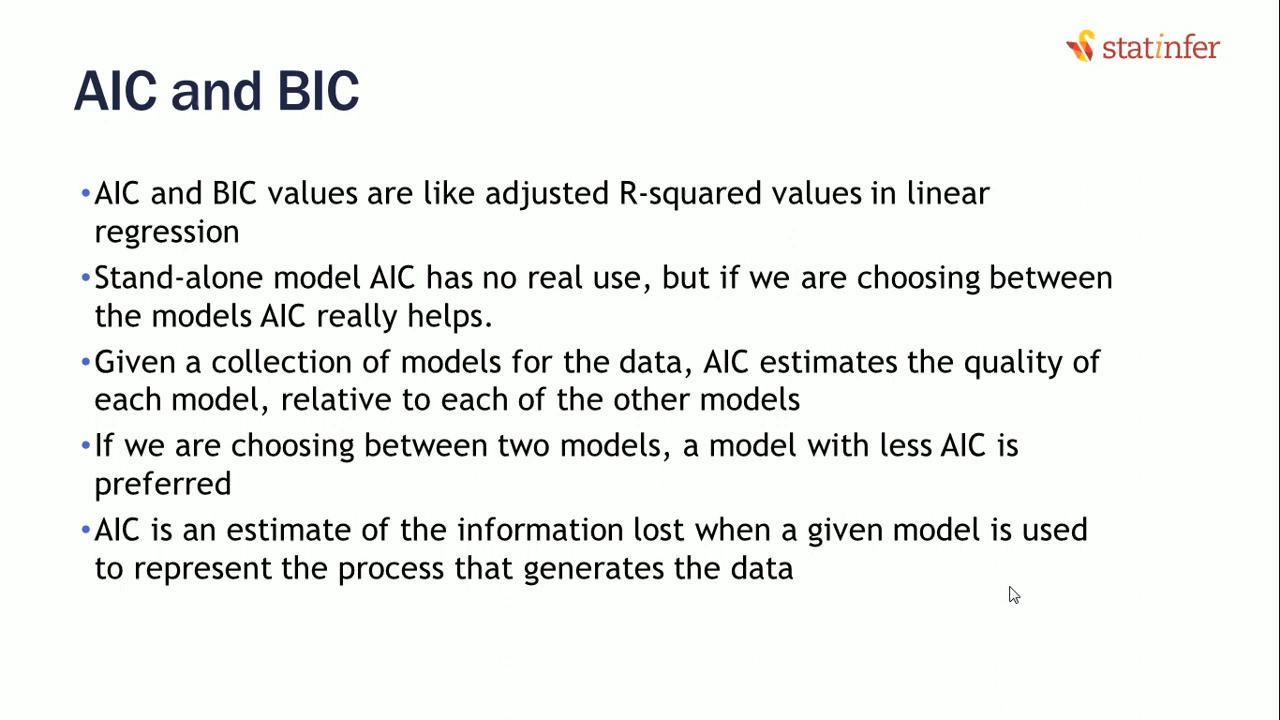 statinfer
AIC and BIC
•AIC and BIC values are like adjusted R-squared values in linear
regression
•Stand-alone model AIC has no real use, but if we are choosing between
the models AIC really helps.
•Given a collection of models for the data, AIC estimates the quality of
each model, relative to each of the other models
•If we are choosing between two models, a model with less AIC is
preferred
•AIC is an estimate of the information lost when a given model is used
to represent the process that generates the data